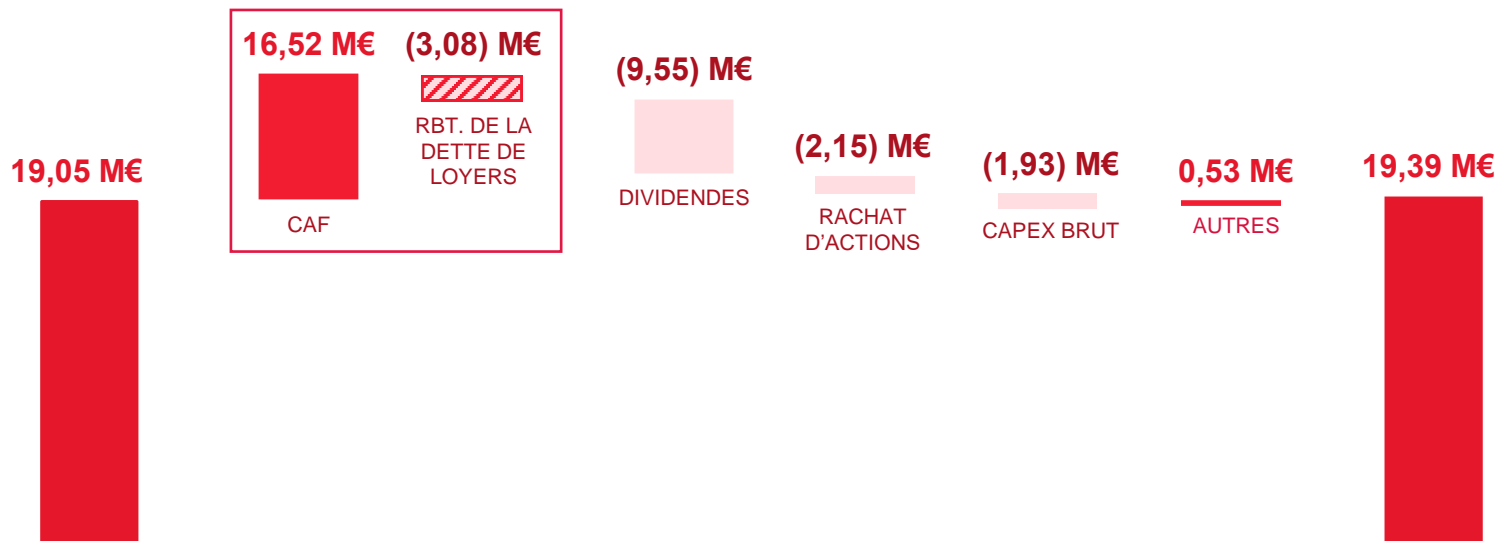 19,05 M€
16,52 M€
CAF
(3,08) M€
RBT. DE LA
DETTE DE
LOYERS
(9,55) M€
DIVIDENDES
(2,15) M€
RACHAT
D’ACTIONS
(1,93) M€
CAPEX BRUT
0,53 M€
AUTRES
19,39 M€